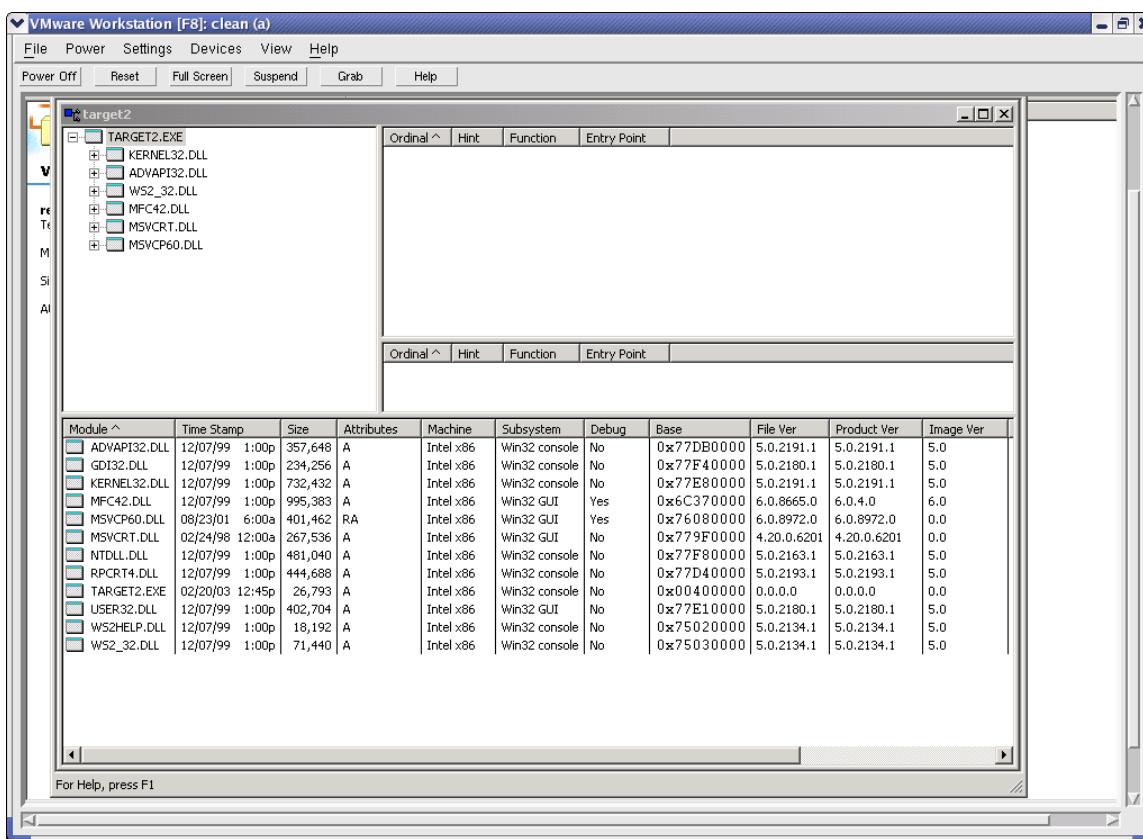 VMware Workstation [F8]: clean (a)
File Power Settings Devices View Help
Power Off Reset Full Screen Suspend Grab Help
target2
TARGET2.EXE
KERNEL32.DLL
ADVAPI32.DLL
WS2_32.DLL
MFC42.DLL
MSVCRT.DLL
MSVCP60.DLL
Ordinal ^ Hint Function Entry Point
Ordinal ^ Hint Function Entry Point
Module ^ Time Stamp Size Attributes Machine Subsystem Debug Base File Ver Product Ver Image Ver
ADVAPI32.DLL 12/07/99 1:00p 357,648 A Intel x86 Win32 console No 0x77DB0000 5.0.2191.1 5.0.2191.1 5.0
GDI32.DLL 12/07/99 1:00p 234,256 A Intel x86 Win32 console No 0x77F40000 5.0.2180.1 5.0.2180.1 5.0
KERNEL32.DLL 12/07/99 1:00p 732,432 A Intel x86 Win32 console No 0x77E80000 5.0.2191.1 5.0.2191.1 5.0
MFC42.DLL 12/07/99 1:00p 995,383 A Intel x86 Win32 GUI Yes 0x6C370000 6.0.8665.0 6.0.4.0 6.0
MSVCP60.DLL 08/23/01 6:00a 401,462 RA Intel x86 Win32 GUI Yes 0x76080000 6.0.8972.0 6.0.8972.0 0.0
MSVCRT.DLL 02/24/98 12:00a 267,536 A Intel x86 Win32 GUI No 0x779F0000 4.20.0.6201 4.20.0.6201 0.0
NTDLL.DLL 12/07/99 1:00p 481,040 A Intel x86 Win32 console No 0x77F80000 5.0.2163.1 5.0.2163.1 5.0
RPCRT4.DLL 12/07/99 1:00p 444,688 A Intel x86 Win32 console No 0x77D40000 5.0.2193.1 5.0.2193.1 5.0
TARGET2.EXE 02/20/03 12:45p 26,793 A Intel x86 Win32 console No 0x00400000 0.0.0.0 0.0.0.0 0.0
USER32.DLL 12/07/99 1:00p 402,704 A Intel x86 Win32 GUI No 0x77E10000 5.0.2180.1 5.0.2180.1 5.0
WS2HELP.DLL 12/07/99 1:00p 18,192 A Intel x86 Win32 console No 0x75020000 5.0.2134.1 5.0.2134.1 5.0
WS2_32.DLL 12/07/99 1:00p 71,440 A Intel x86 Win32 console No 0x75030000 5.0.2134.1 5.0.2134.1 5.0
For Help, press F1